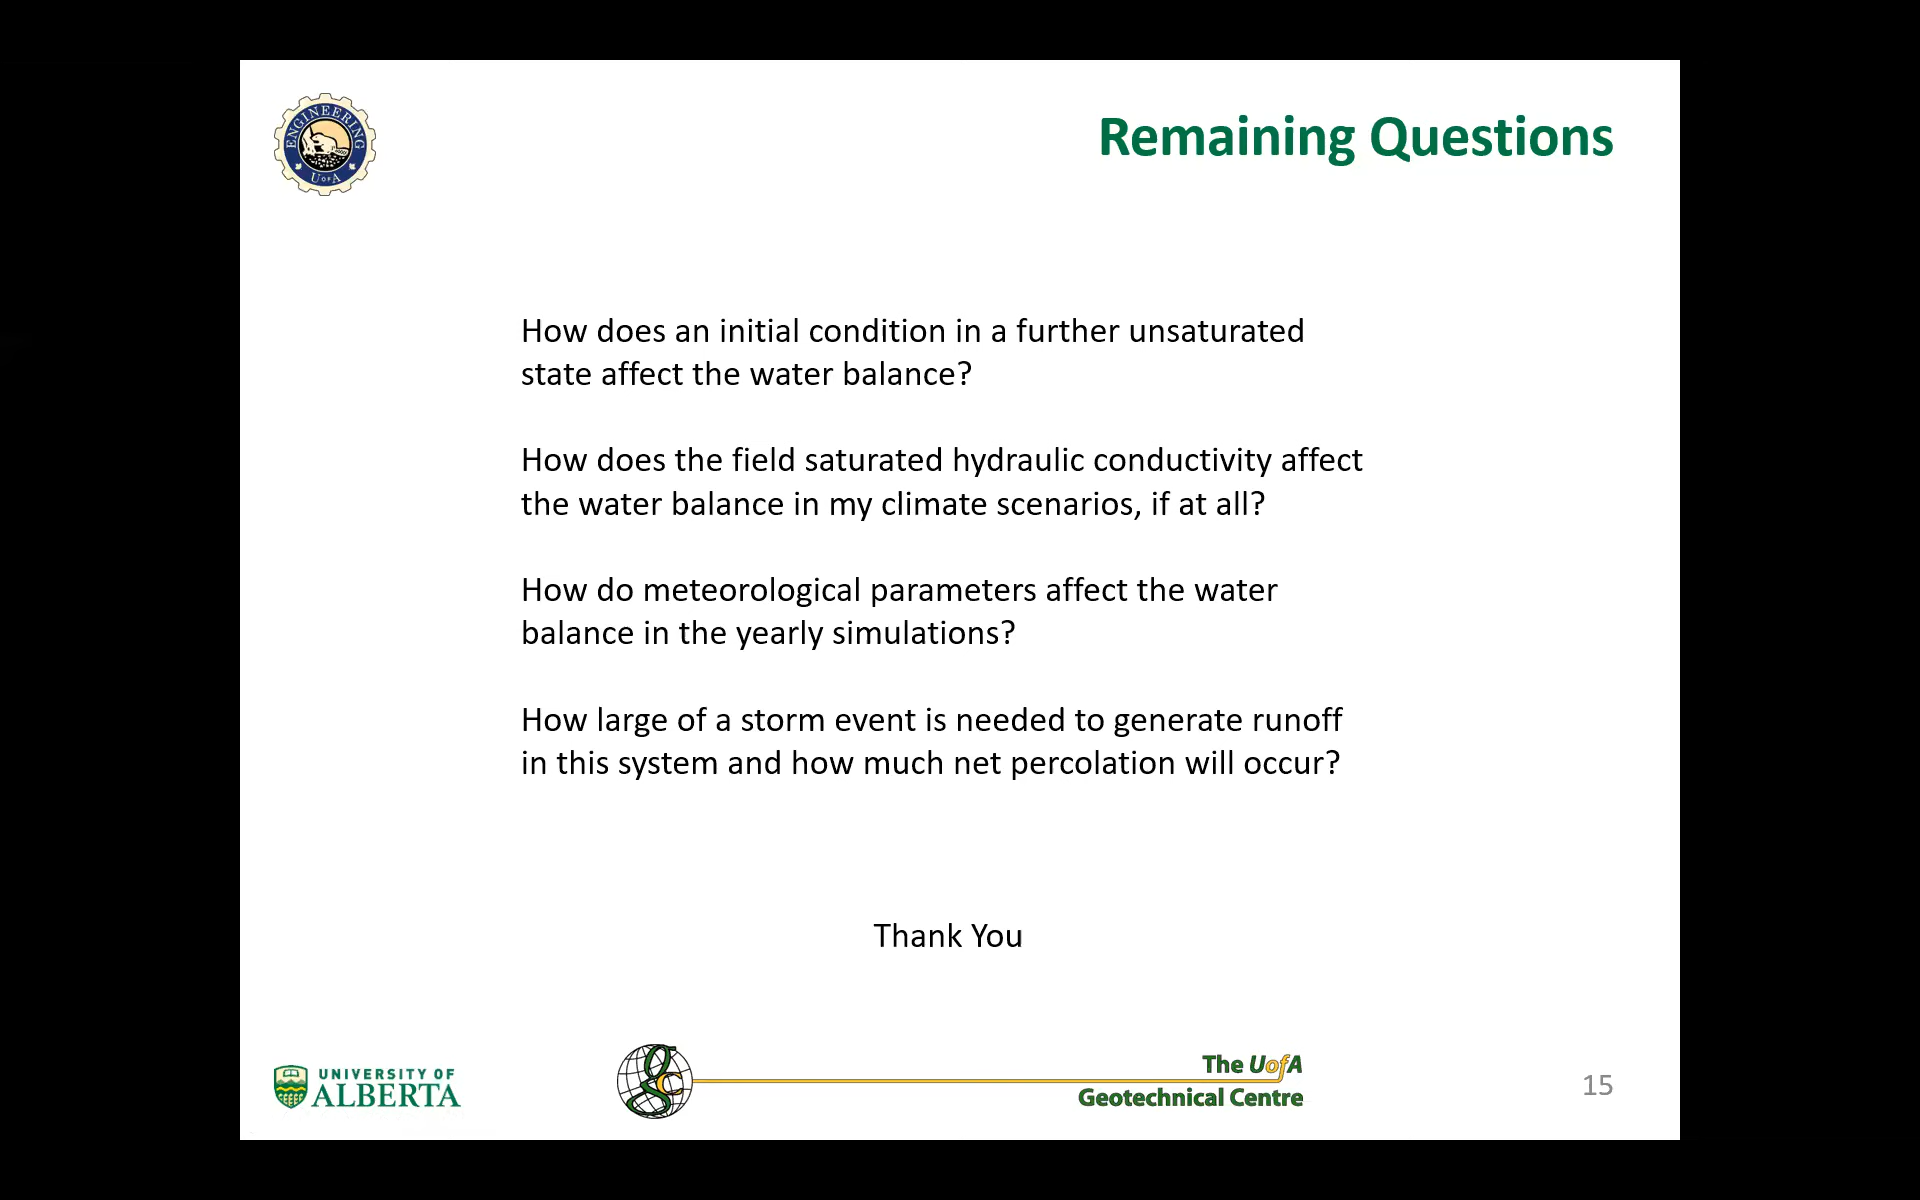 ENGINEERING
U OF A
Remaining Questions
How does an initial condition in a further unsaturated
state affect the water balance?
How does the field saturated hydraulic conductivity affect
the water balance in my climate scenarios, if at all?
How do meteorological parameters affect the water
balance in the yearly simulations?
How large of a storm event is needed to generate runoff
in this system and how much net percolation will occur?
Thank You
UNIVERSITY OF
ALBERTA
gc
The UofA
Geotechnical Centre
15